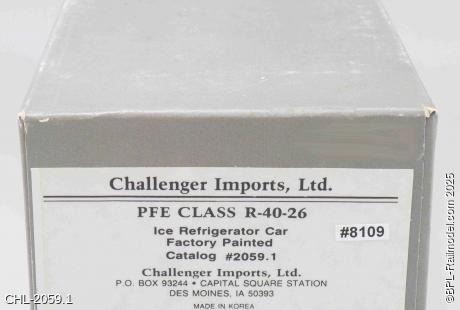 Challenger Imports, Ltd.
PFE CLASS R-40-26
Ice Refrigerator Car
Factory Painted
Catalog #2059.1
#8109
Challenger Imports, Ltd.
P.O. BOX 93244 • CAPITAL SQUARE STATION
DES MOINES, IA 50393
MADE IN KOREA
CHL-2059.1
©BPL-Railmodel.com 2025